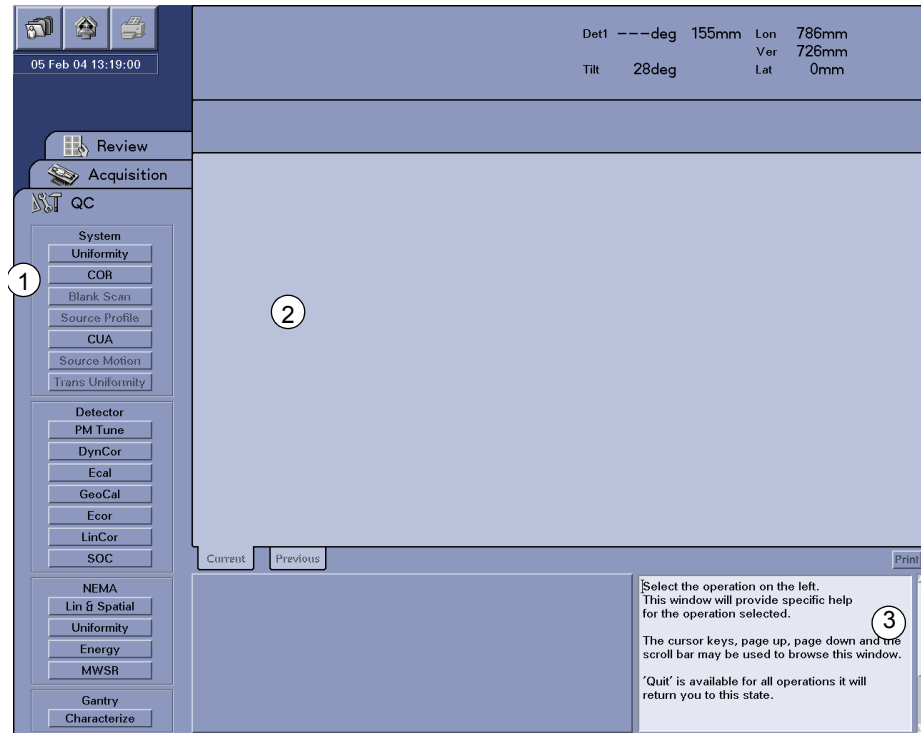 05 Feb 04 13:19:00
Det1 ---deg 155mm Lon 786mm
Ver 726mm
Tilt 28deg Lat 0mm
Review
Acquisition
QC
System
Uniformity
COR
Blank Scan
Source Profile
CUA
Source Motion
Trans Uniformity
1
2
Detector
PM Tune
DynCor
Ecal
GeoCal
Ecor
LinCor
SOC
NEMA
Lin & Spatial
Uniformity
Energy
MWSR
Gantry
Characterize
Current Previous Print
Select the operation on the left.
This window will provide specific help
for the operation selected.
3
The cursor keys, page up, page down and the
scroll bar may be used to browse this window.
'Quit' is available for all operations it will
return you to this state.